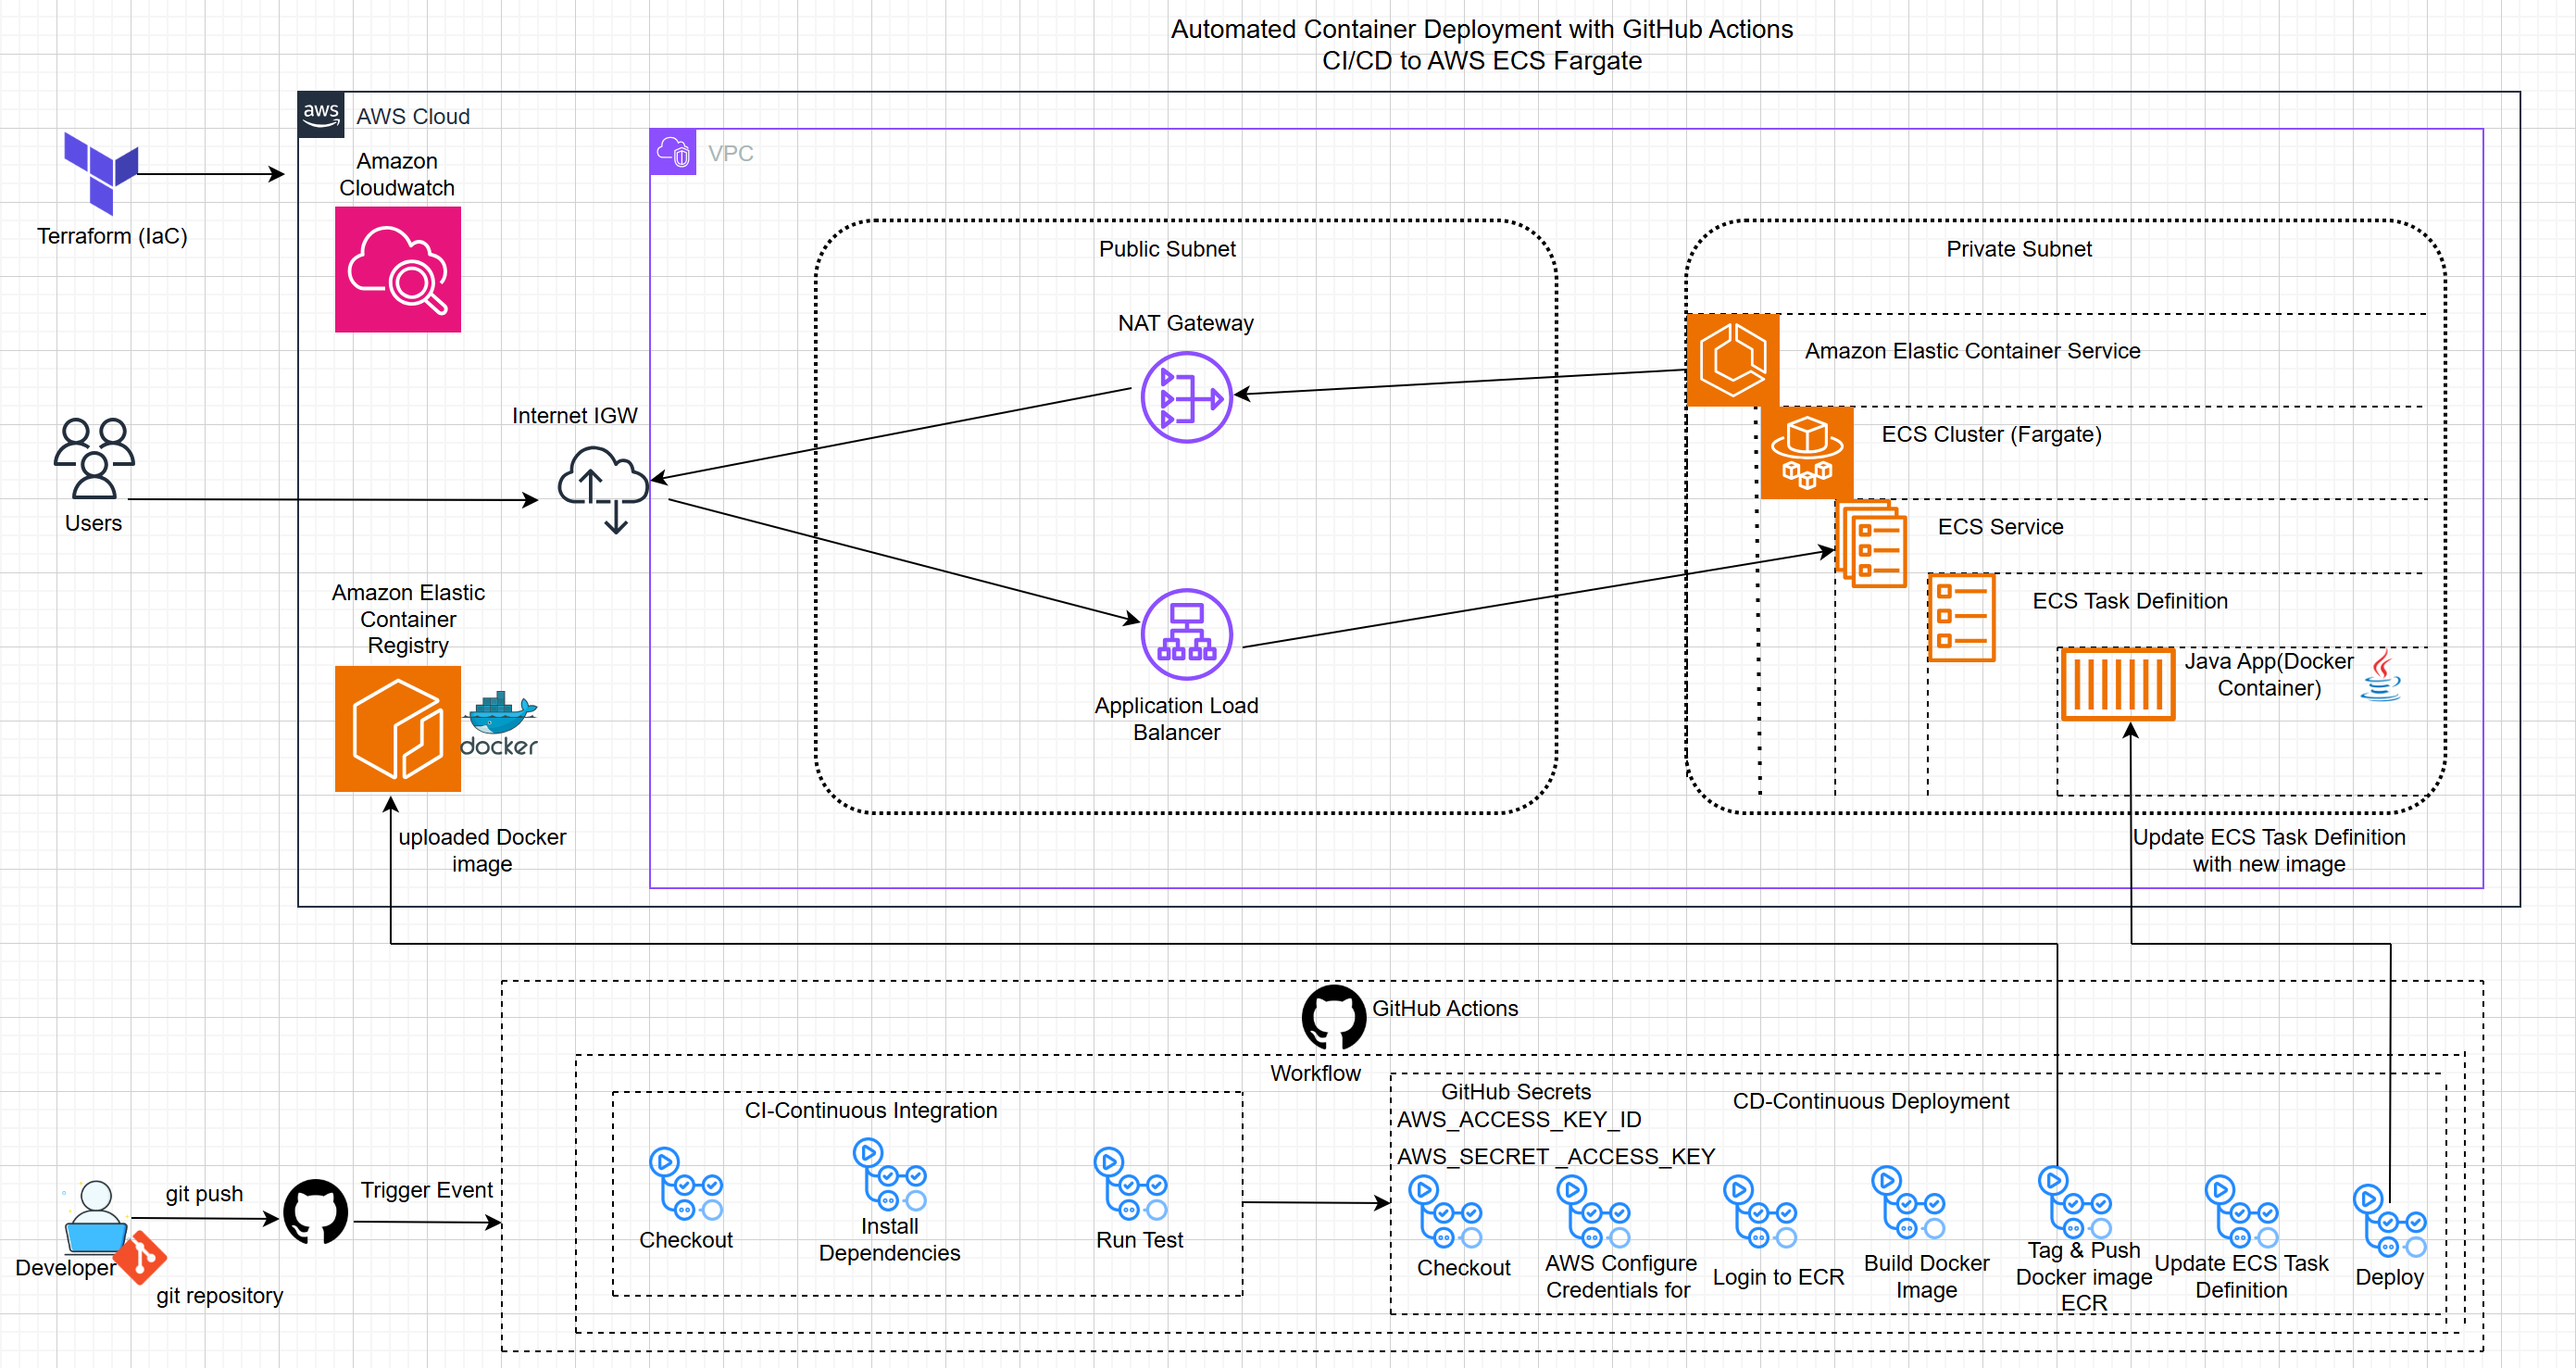 Automated Container Deployment with GitHub Actions
CI/CD to AWS ECS Fargate
aws
AWS Cloud
VPC
Terraform (IaC)
Amazon
Cloudwatch
Public Subnet
Private Subnet
NAT Gateway
Amazon Elastic Container Service
ECS Cluster (Fargate)
Internet IGW
Users
ECS Service
ECS Task Definition
Amazon Elastic
Container
Registry
docker
Application Load
Balancer
Java App(Docker
Container)
uploaded Docker
image
Update ECS Task Definition
with new image
GitHub Actions
Workflow
CI-Continuous Integration
GitHub Secrets
AWS_ACCESS_KEY_ID
AWS_SECRET _ACCESS_KEY
CD-Continuous Deployment
Developer
git push
git repository
Trigger Event
Checkout
Install
Dependencies
Run Test
Checkout
AWS Configure
Credentials for
Login to ECR
Build Docker
Image
Tag & Push
Docker image
ECR
Update ECS Task
Definition
Deploy